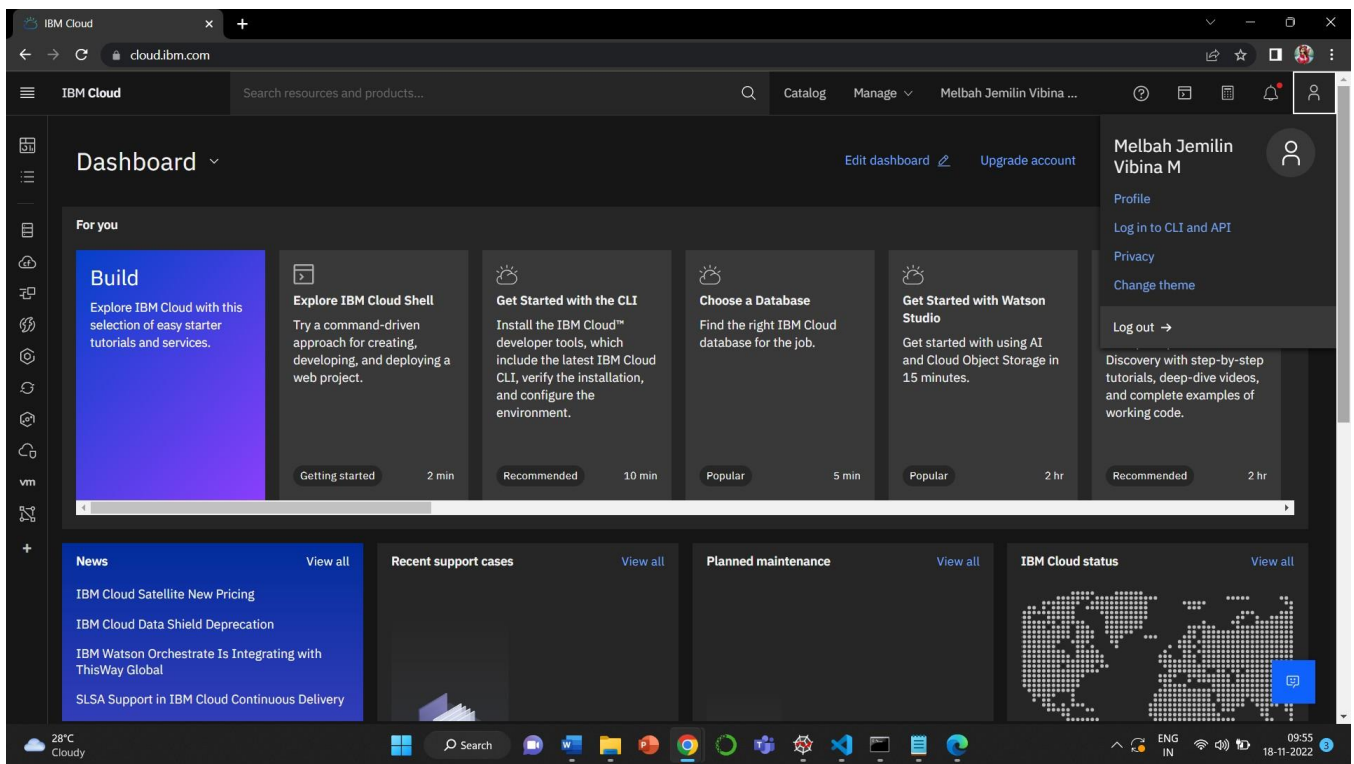 IBM Cloud
cloud.ibm.com
IBM Cloud
Search resources and products...
Catalog
Manage
Melbah Jemilin Vibina ...
Melbah Jemilin
Vibina M
Profile
Log in to CLI and API
Privacy
Change theme
Log out →
Dashboard
Edit dashboard
Upgrade account
For you
Build
Explore IBM Cloud with this
selection of easy starter
tutorials and services.
Explore IBM Cloud Shell
Try a command-driven
approach for creating,
developing, and deploying a
web project.
Getting started
2 min
Get Started with the CLI
Install the IBM Cloud™
developer tools, which
include the latest IBM Cloud
CLI, verify the installation,
and configure the
environment.
Recommended
10 min
Choose a Database
Find the right IBM Cloud
database for the job.
Popular
5 min
Get Started with Watson
Studio
Get started with using AI
and Cloud Object Storage in
15 minutes.
Popular
2 hr
Discovery with step-by-step
tutorials, deep-dive videos,
and complete examples of
working code.
Recommended
2 hr
vm
News
View all
IBM Cloud Satellite New Pricing
IBM Cloud Data Shield Deprecation
IBM Watson Orchestrate Is Integrating with
ThisWay Global
SLSA Support in IBM Cloud Continuous Delivery
Recent support cases
View all
Planned maintenance
View all
IBM Cloud status
View all
28°C
Cloudy
Search
ENG
IN
09:55
18-11-2022
3